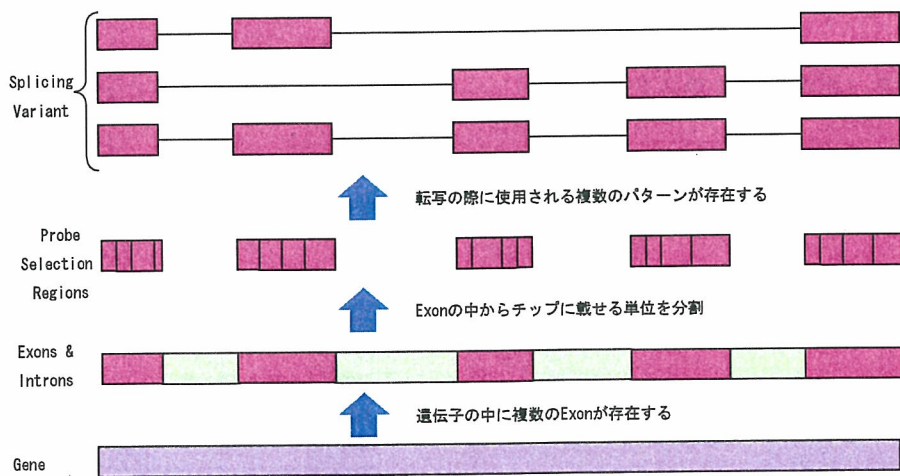 Splicing
Variant
転写の際に使用される複数のパターンが存在する
Probe
Selection
Regions
Exonの中からチップに載せる単位を分割
Exons &
Introns
遺伝子の中に複数のExonが存在する
Gene